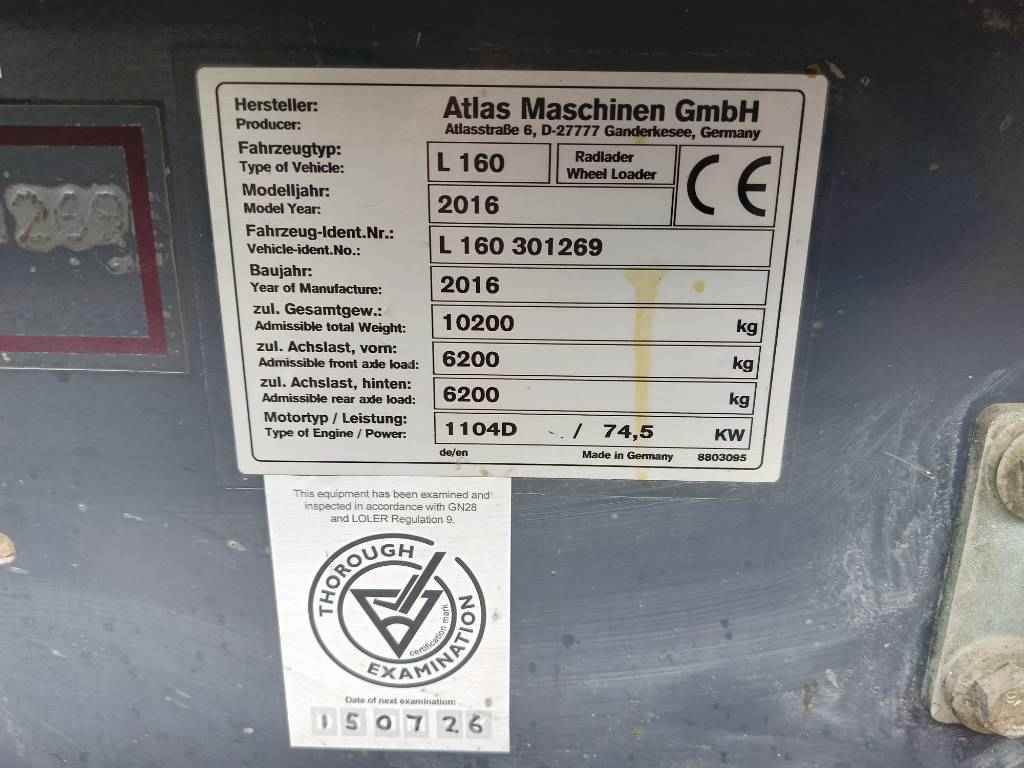 Hersteller:
Producer:
Atlas Maschinen GmbH
Atlasstraße 6, D-27777 Ganderkesee, Germany
Fahrzeugtyp:
Type of Vehicle:
L 160
Radlader
Wheel Loader
CE
Modelljahr:
Model Year:
2016
Fahrzeug-Ident.Nr.:
Vehicle-ident.No.:
L 160 301269
Baujahr:
Year of Manufacture:
2016
zul. Gesamtgew.:
Admissible total Weight:
10200 kg
zul. Achslast, vorn:
Admissible front axle load:
6200 kg
zul. Achslast, hinten:
Admissible rear axle load:
6200 kg
Motortyp / Leistung:
Type of Engine / Power:
1104D / 74,5 KW
de/en
Made in Germany
8803095
This equipment has been examined and
inspected in accordance with GN28
and LOLER Regulation 9.
THOROUGH
EXAMINATION
certification mark
Date of next examination:
150726